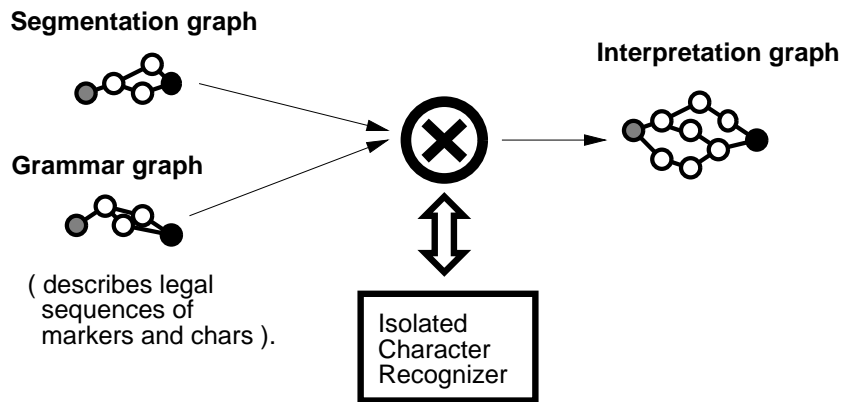 Segmentation graph
Interpretation graph
Grammar graph
( describes legal
sequences of
markers and chars ).
Isolated
Character
Recognizer